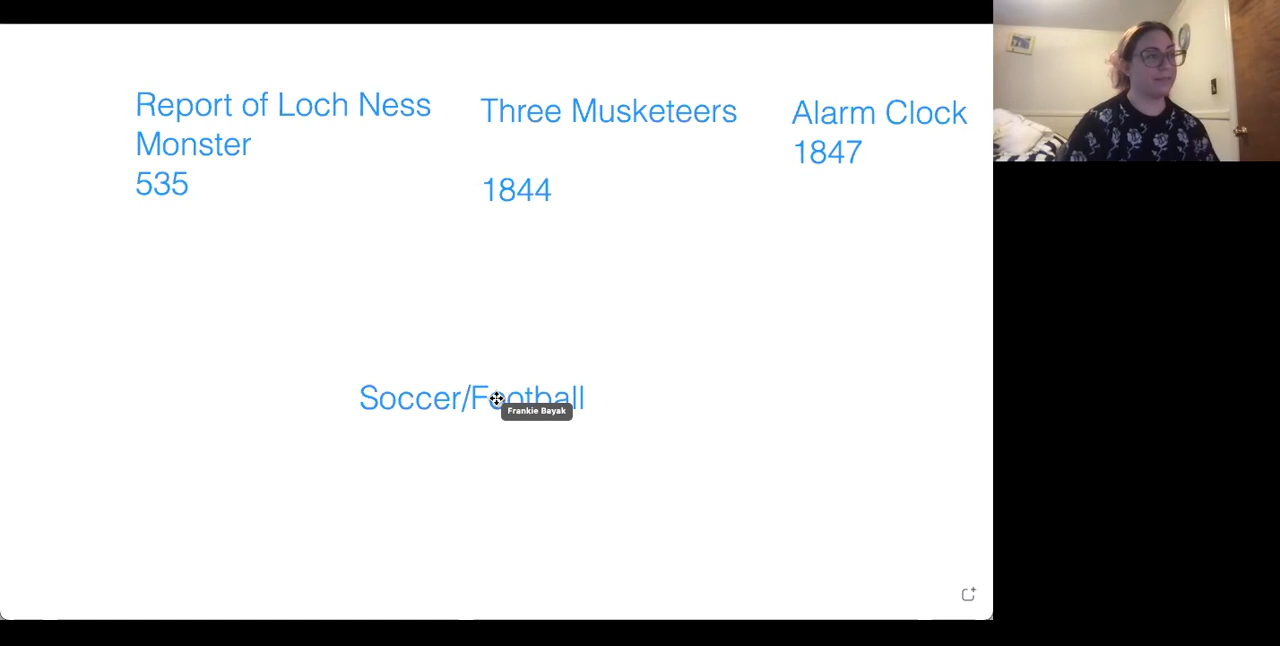 Report of Loch Ness
Monster
535
Three Musketeers
1844
Alarm Clock
1847
Soccer/Football
Frankie Bayak